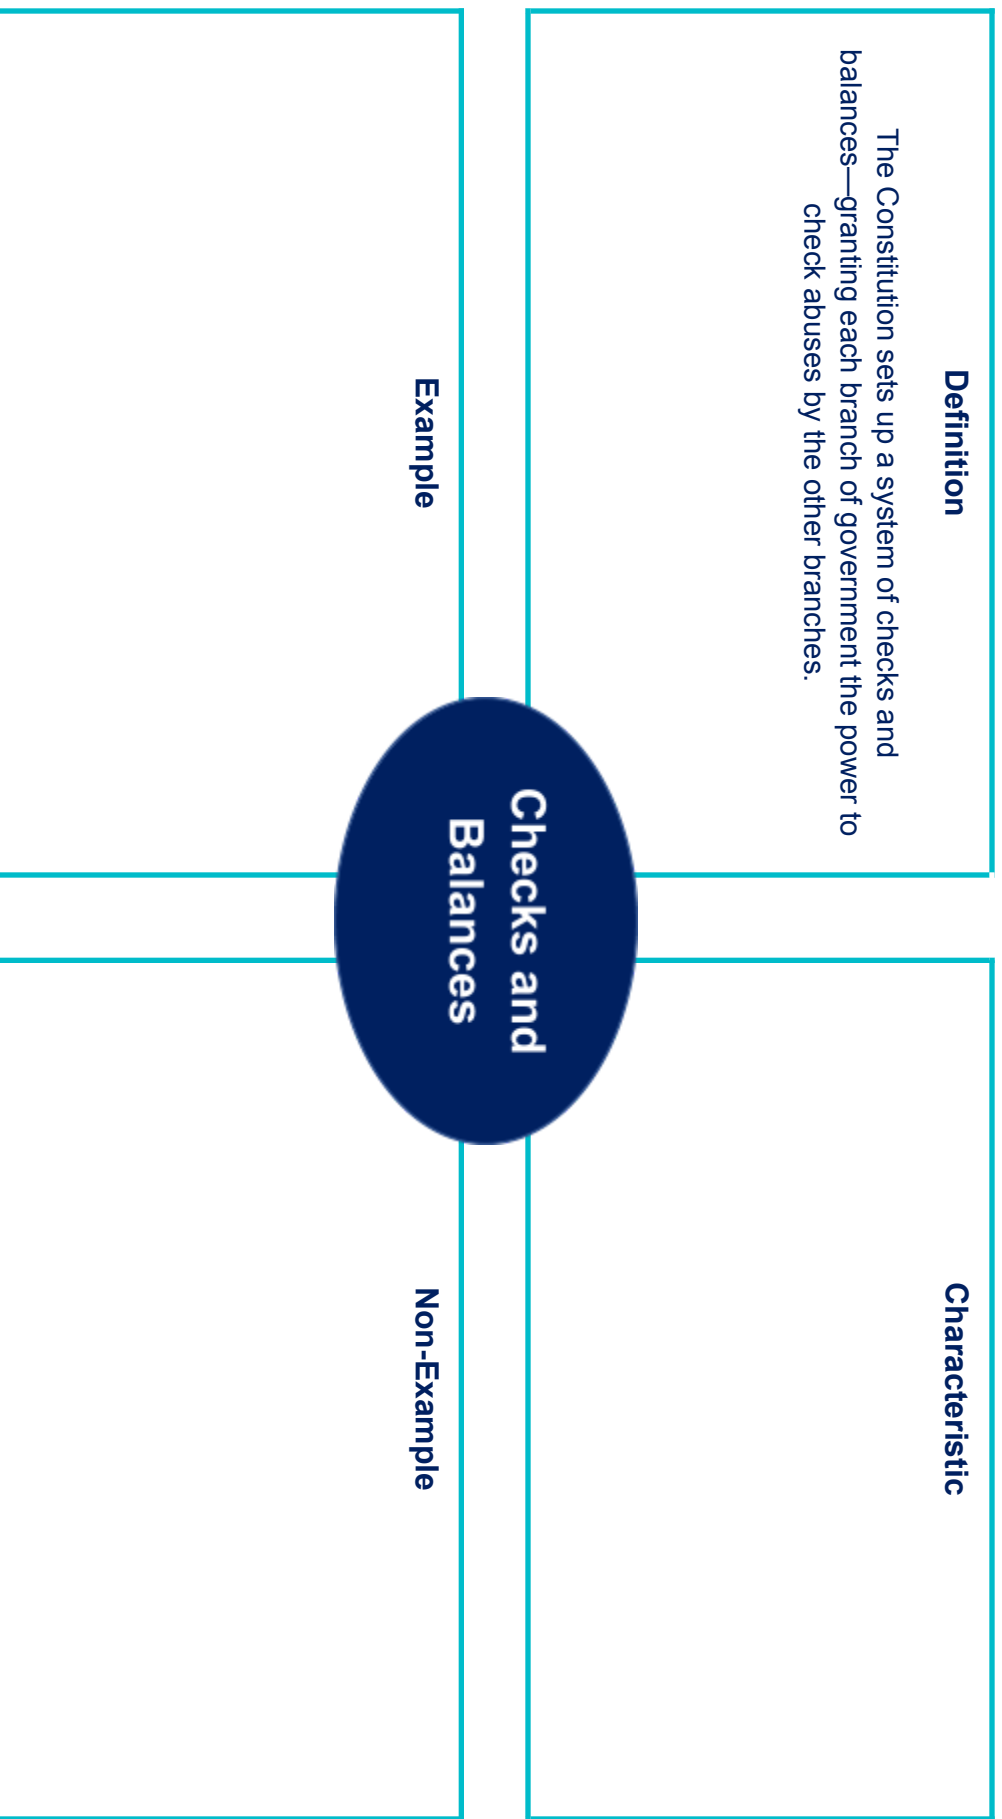 Definition
The Constitution sets up a system of checks and
balances—granting each branch of government the power to
check abuses by the other branches.
Characteristic
Checks and
Balances
Example
Non-Example